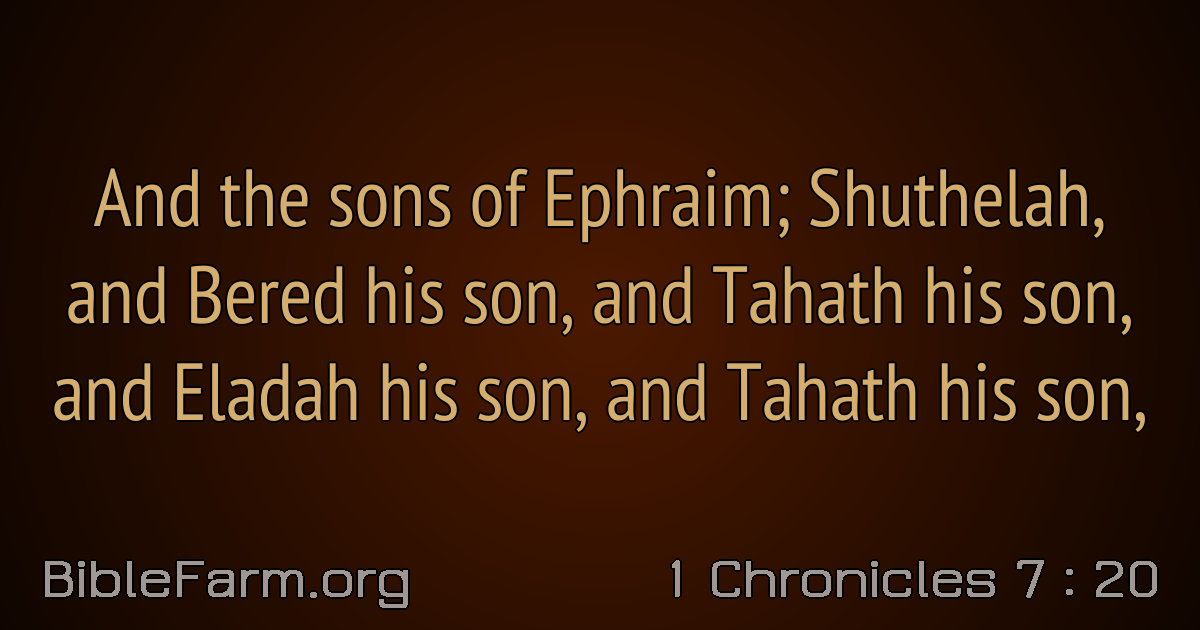 And the sons of Ephraim; Shuthelah,
and Bered his son, and Tahath his son,
and Eladah his son, and Tahath his son,
BibleFarm.org
1 Chronicles 7 : 20